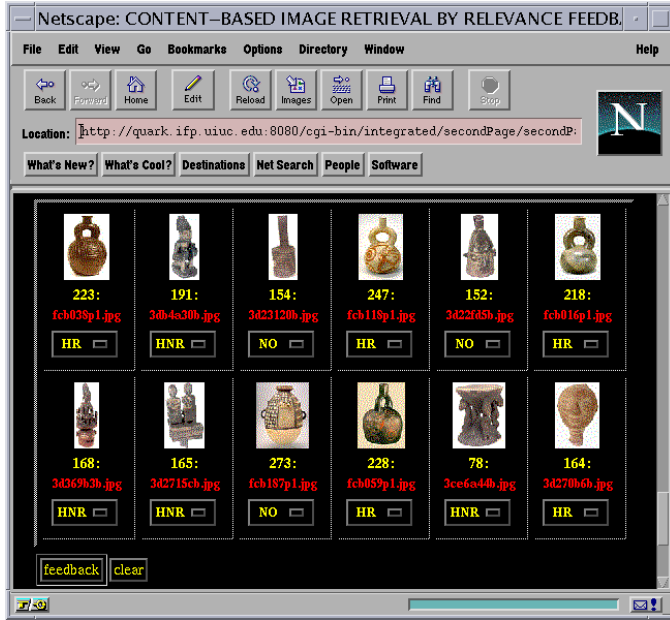 Netscape: CONTENT-BASED IMAGE RETRIEVAL BY RELEVANCE FEEDB
File Edit View Go Bookmarks Options Directory Window Help
Back Forward Home Edit Reload Images Open Print Find Stop
N
Location: http://quark.ifp.uiuc.edu:8080/cgi-bin/integrated/secondPage/secondPa
What's New? What's Cool? Destinations Net Search People Software
223: 191: 154: 247: 152: 218:
fcb038p1.jpg 3db4a30b.jpg 3d23120b.jpg fcb118p1.jpg 3d22fd5b.jpg fcb016p1.jpg
HR HNR NO HR NO HR
168: 165: 273: 228: 78: 164:
3d369b3b.jpg 3d2715cb.jpg fcb187p1.jpg fcb059p1.jpg 3ce6a44b.jpg 3d270b6b.jpg
HNR HNR NO HR HNR HR
feedback clear